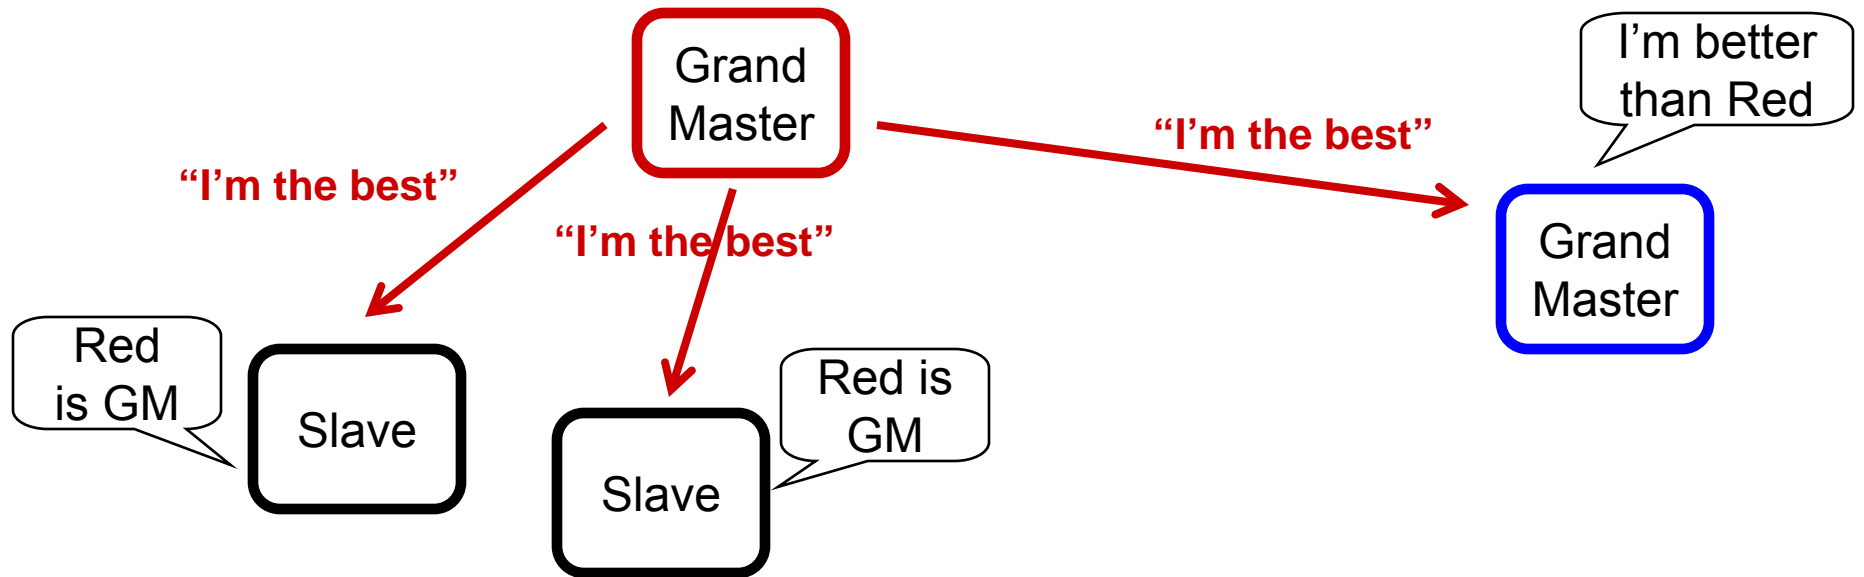 Grand
Master
I’m better
than Red
“I’m the best”
“I’m the best”
“I’m the best”
Grand
Master
Red
is GM
Slave
Red is
GM
Slave